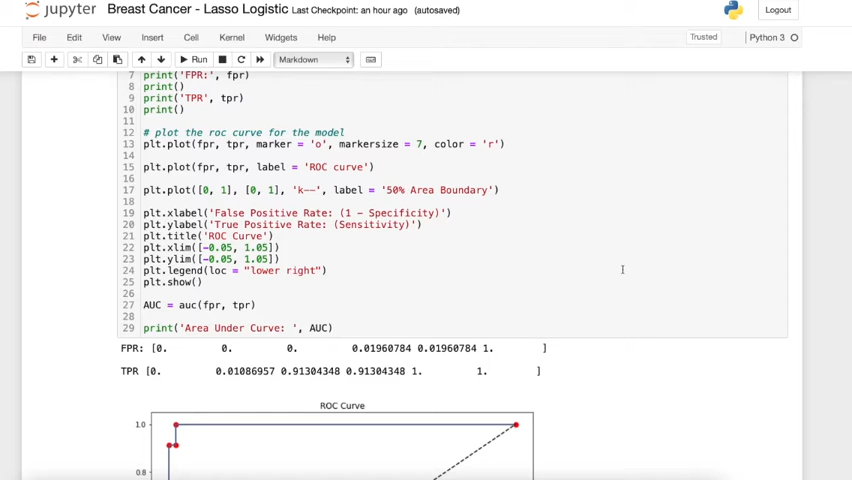 jupyter Breast Cancer - Lasso Logistic Last Checkpoint: an hour ago (autosaved) Logout
File Edit View Insert Cell Kernel Widgets Help Trusted Python 3
Run Markdown
7 print('FPR:', fpr)
8 print()
9 print('TPR', tpr)
10 print()
11
12 # plot the roc curve for the model
13 plt.plot(fpr, tpr, marker = 'o', markersize = 7, color = 'r')
14
15 plt.plot(fpr, tpr, label = 'ROC curve')
16
17 plt.plot([0, 1], [0, 1], 'k--', label = '50% Area Boundary')
18
19 plt.xlabel('False Positive Rate: (1 - Specificity)')
20 plt.ylabel('True Positive Rate: (Sensitivity)')
21 plt.title('ROC Curve')
22 plt.xlim([-0.05, 1.05])
23 plt.ylim([-0.05, 1.05])
24 plt.legend(loc = "lower right")
25 plt.show()
26
27 AUC = auc(fpr, tpr)
28
29 print('Area Under Curve: ', AUC)
FPR: [0. 0. 0. 0.01960784 0.01960784 1. ]
TPR [0. 0.01086957 0.91304348 0.91304348 1. 1. ]
ROC Curve
1.0
0.8